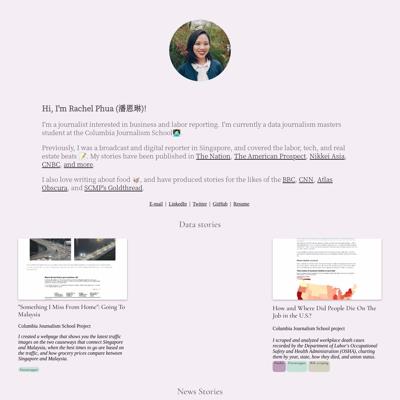 Hi, I'm Rachel Phua (潘恩琳)!
I'm a journalist interested in business and labor reporting. I'm currently a data journalism masters
student at the Columbia Journalism School👩🏻‍💻.
Previously, I was a broadcast and digital reporter in Singapore, and covered the labor, tech, and real
estate beats 📝. My stories have been published in The Nation, The American Prospect, Nikkei Asia,
CNBC, and more.
I also love writing about food 🥡, and have produced stories for the likes of the BBC, CNN, Atlas
Obscura, and SCMP's Goldthread.
E-mail | LinkedIn | Twitter | GitHub | Resume
Data stories
"Something I Miss From Home": Going To
Malaysia
Columbia Journalism School Project
I created a webpage that shows you the latest traffic
images on the two causeways that connect Singapore
and Malaysia, when the best times to go are based on
the traffic, and how grocery prices compare between
Singapore and Malaysia.
How and Where Did People Die On The
Job in the U.S.?
Columbia Journalism School project
I scraped and analyzed workplace death cases
recorded by the Department of Labor's Occupational
Safety and Health Administration (OSHA), charting
them by year, state, how they died, and union status.
News Stories